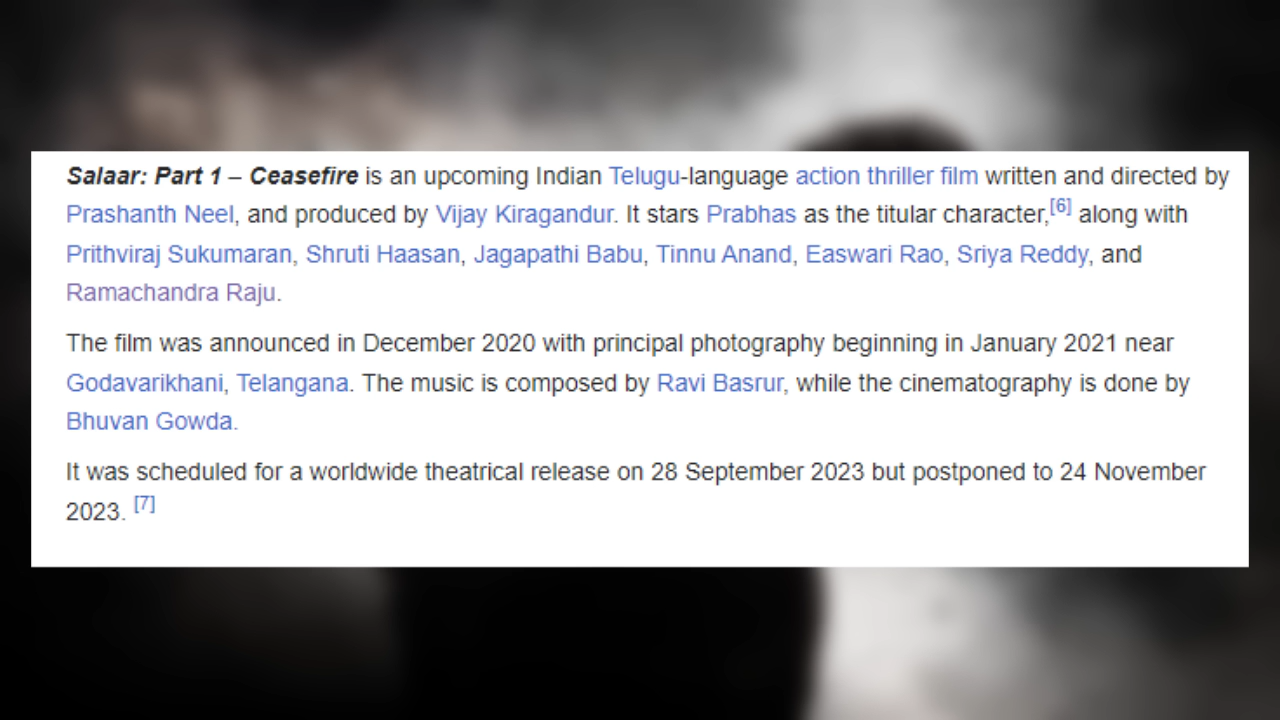 Salaar: Part 1 – Ceasefire is an upcoming Indian Telugu-language action thriller film written and directed by
Prashanth Neel, and produced by Vijay Kiragandur. It stars Prabhas as the titular character,[6] along with
Prithviraj Sukumaran, Shruti Haasan, Jagapathi Babu, Tinnu Anand, Easwari Rao, Sriya Reddy, and
Ramachandra Raju.
The film was announced in December 2020 with principal photography beginning in January 2021 near
Godavarikhani, Telangana. The music is composed by Ravi Basrur, while the cinematography is done by
Bhuvan Gowda.
It was scheduled for a worldwide theatrical release on 28 September 2023 but postponed to 24 November
2023. [7]